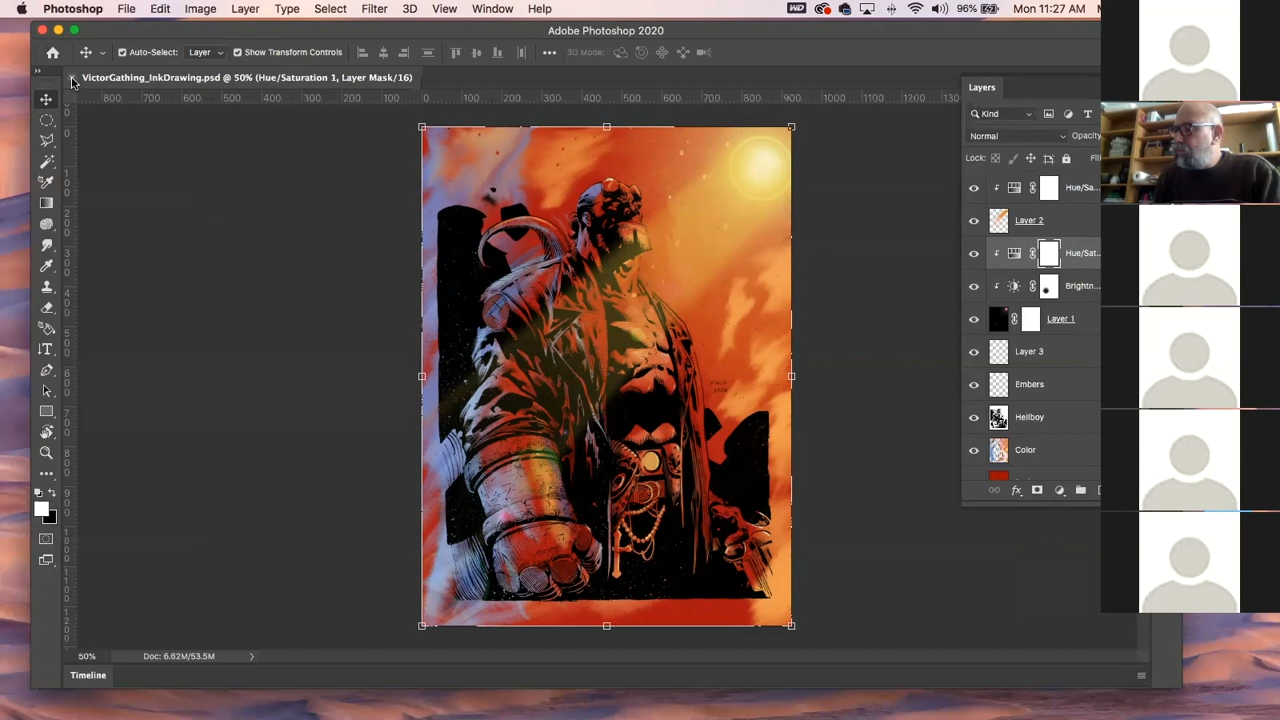 Photoshop File Edit Image Layer Type Select Filter 3D View Window Help 96% Mon 11:27 AM
Adobe Photoshop 2020
Auto-Select: Layer Show Transform Controls 3D Mode:
VictorGathing_InkDrawing.psd @ 50% (Hue/Saturation 1, Layer Mask/16)
800 700 600 500 400 300 200 100 0 100 200 300 400 500 600 700 800 900 1000 1100 1200 1300
Layers
Kind
Normal Opacity
Lock: Fill
Hue/Sa...
Layer 2
Hue/Sat...
Brightn...
Layer 1
Layer 3
Embers
Hellboy
Color
50% Doc: 6.62M/53.5M
Timeline